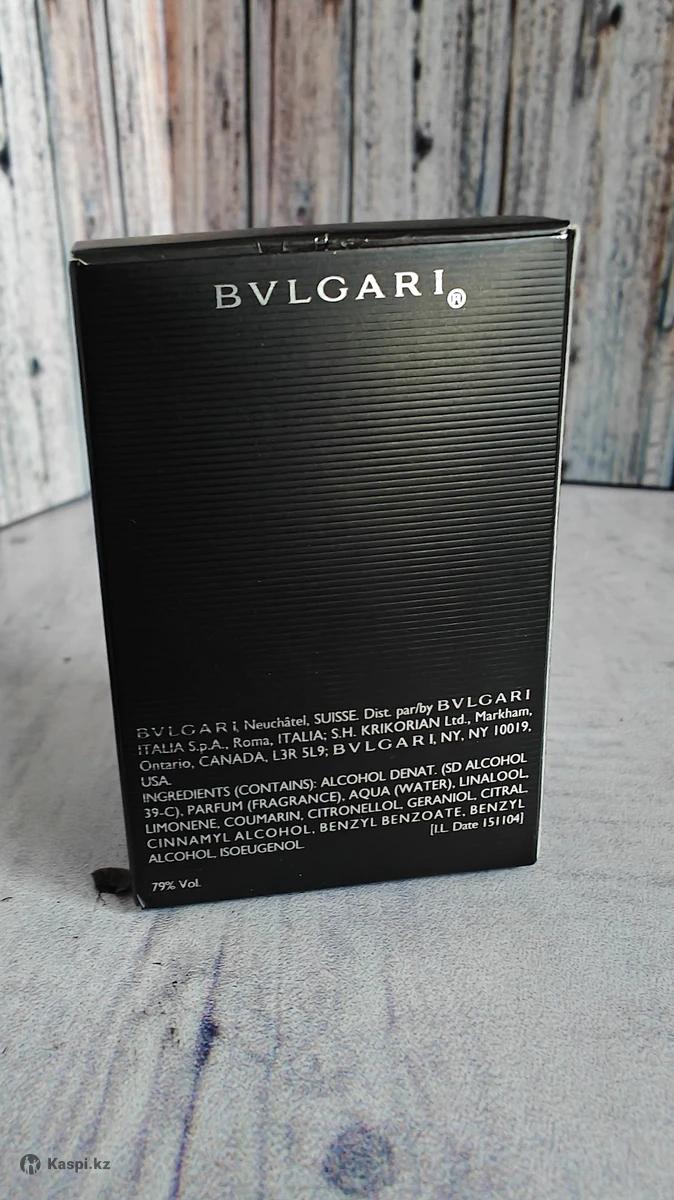 BVLGARI®
BVLGARI, Neuchâtel, SUISSE. Dist. par/by BVLGARI
ITALIA S.p.A., Roma, ITALIA; S.H. KRIKORIAN Ltd., Markham,
Ontario, CANADA, L3R 5L9; BVLGARI, NY, NY 10019,
USA.
INGREDIENTS (CONTAINS): ALCOHOL DENAT. (SD ALCOHOL
39-C), PARFUM (FRAGRANCE), AQUA (WATER), LINALOOL,
LIMONENE, COUMARIN, CITRONELLOL, GERANIOL, CITRAL,
CINNAMYL ALCOHOL, BENZYL BENZOATE, BENZYL
ALCOHOL, ISOEUGENOL. [I.L. Date 151104]
79% Vol.
Kaspi.kz